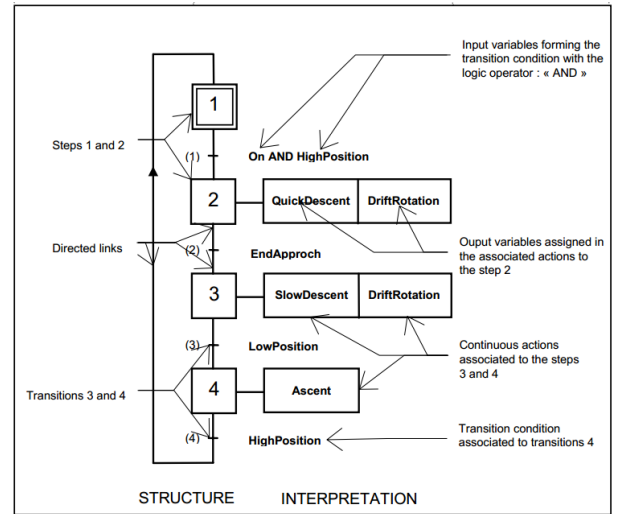 Input variables forming the
transition condition with the
logic operator : « AND »
1
Steps 1 and 2
(1)
On AND HighPosition
2
QuickDescent
DriftRotation
Directed links
(2)
EndApproch
Ouput variables assigned in
the associated actions to
the step 2
3
SlowDescent
DriftRotation
(3)
LowPosition
Continuous actions
associated to the steps
3 and 4
Transitions 3 and 4
4
Ascent
(4)
HighPosition
Transition condition
associated to transitions 4
STRUCTURE
INTERPRETATION